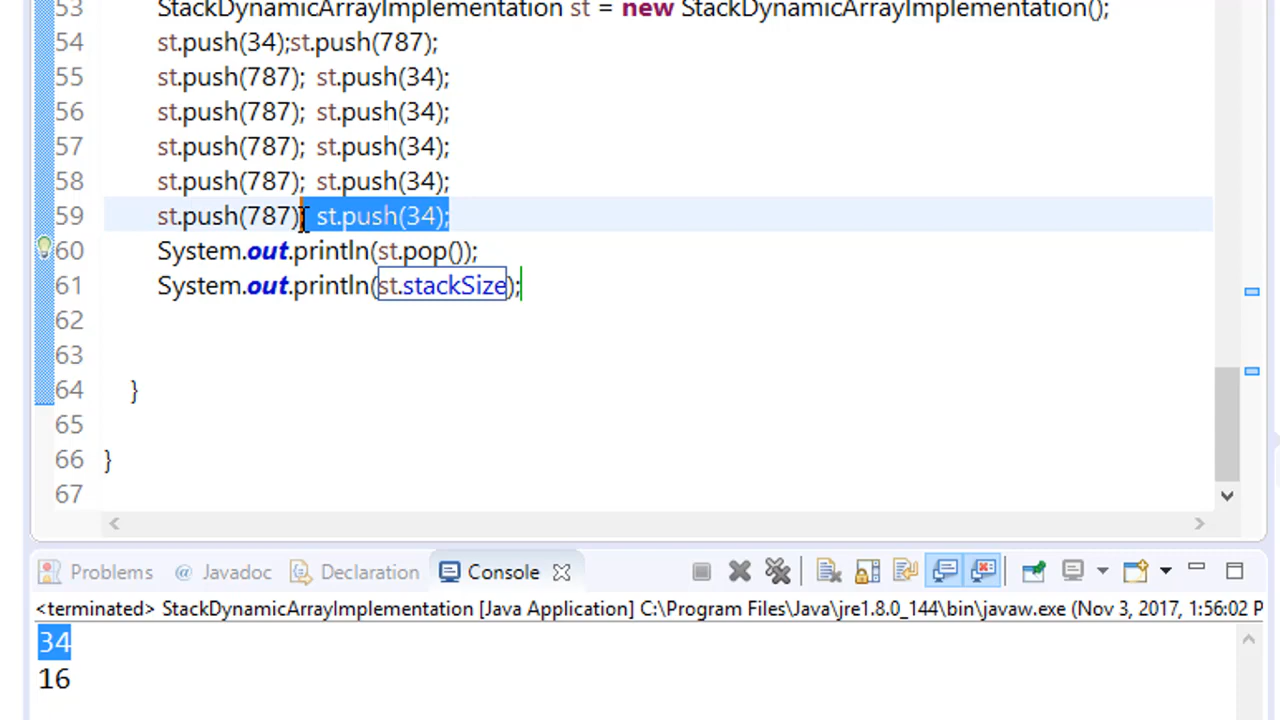 53 StackDynamicArrayImplementation st = new StackDynamicArrayImplementation();
54 st.push(34);st.push(787);
55 st.push(787); st.push(34);
56 st.push(787); st.push(34);
57 st.push(787); st.push(34);
58 st.push(787); st.push(34);
59 st.push(787); st.push(34);
60 System.out.println(st.pop());
61 System.out.println(st.stackSize);
62
63
64 }
65
66 }
67
Problems @ Javadoc Declaration Console
<terminated> StackDynamicArrayImplementation [Java Application] C:\Program Files\Java\jre1.8.0_144\bin\javaw.exe (Nov 3, 2017, 1:56:02 P
34
16